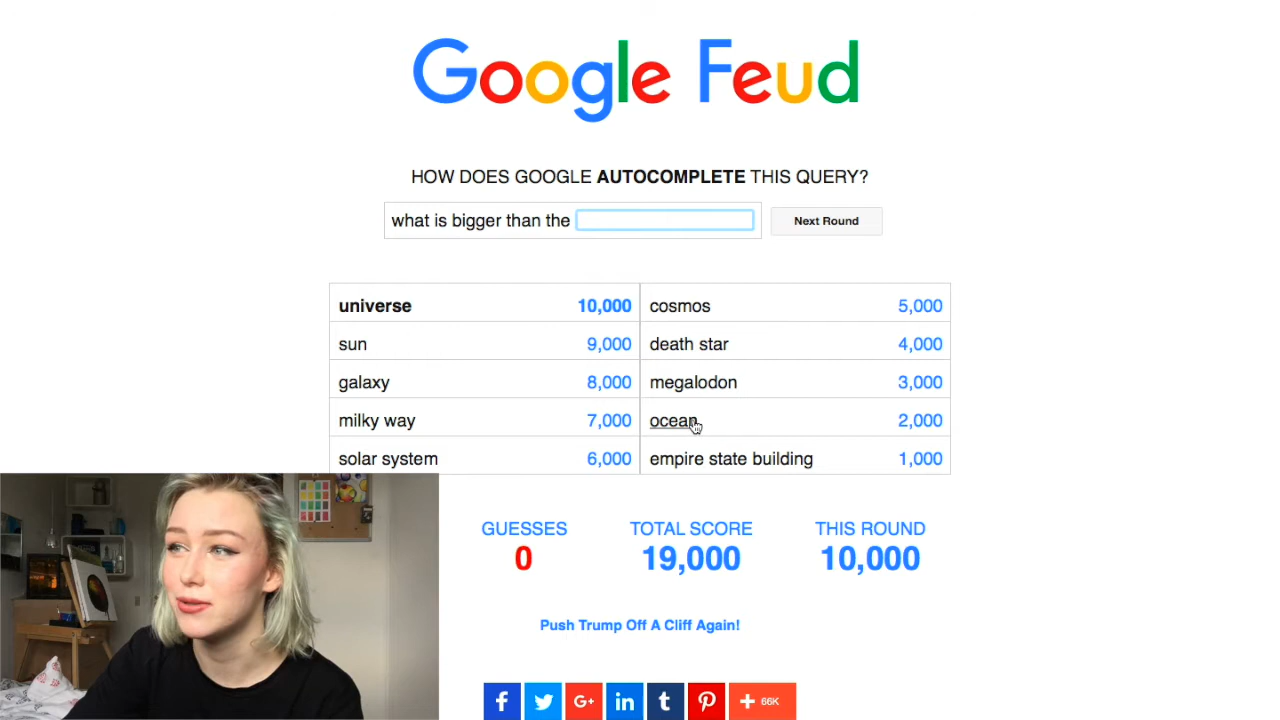 Google Feud
HOW DOES GOOGLE AUTOCOMPLETE THIS QUERY?
what is bigger than the
Next Round
universe 10,000 cosmos 5,000
sun 9,000 death star 4,000
galaxy 8,000 megalodon 3,000
milky way 7,000 ocean 2,000
solar system 6,000 empire state building 1,000
GUESSES TOTAL SCORE THIS ROUND
0 19,000 10,000
Push Trump Off A Cliff Again!
f G+ in t + 66K